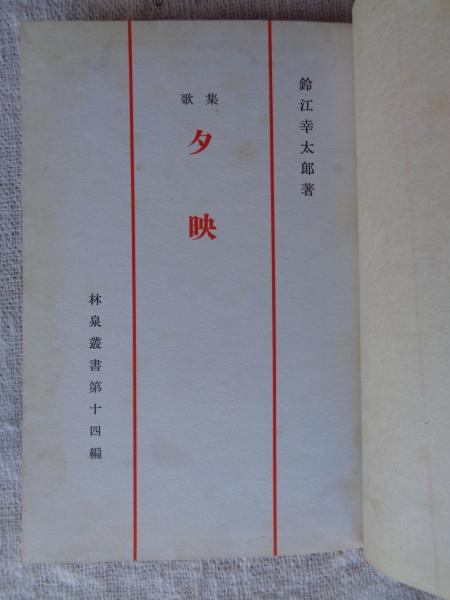 鈴江幸太郎著
歌集
夕映
林泉叢書第十四編